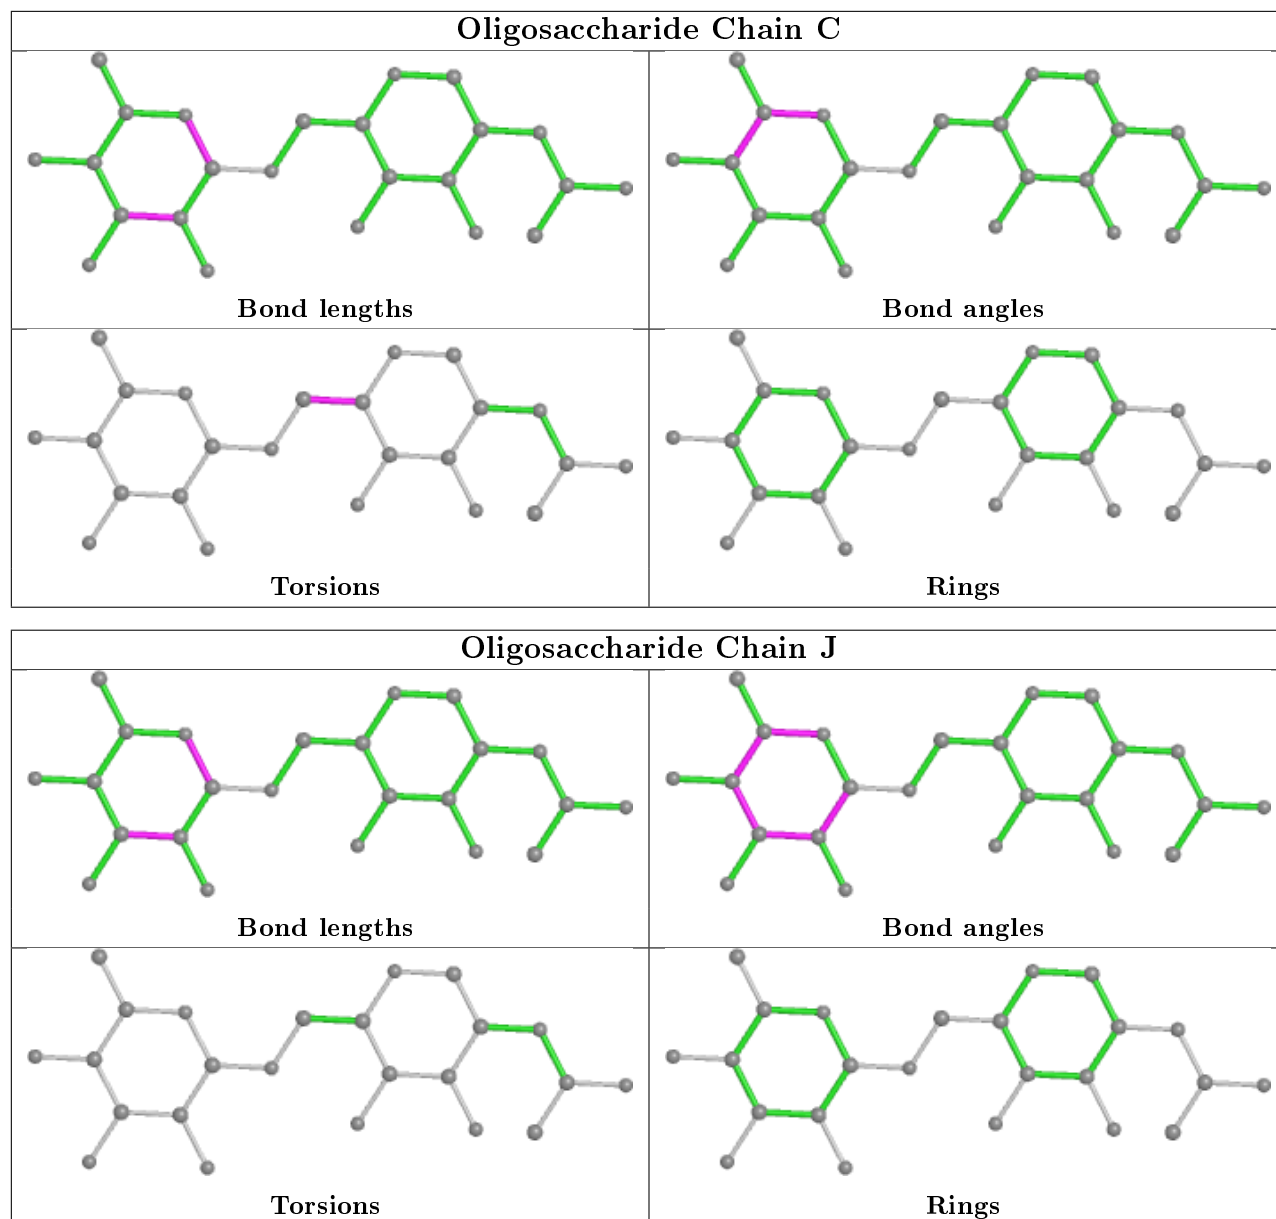 Oligosaccharide Chain C
Bond lengths
Bond angles
Torsions
Rings
Oligosaccharide Chain J
Bond lengths
Bond angles
Torsions
Rings